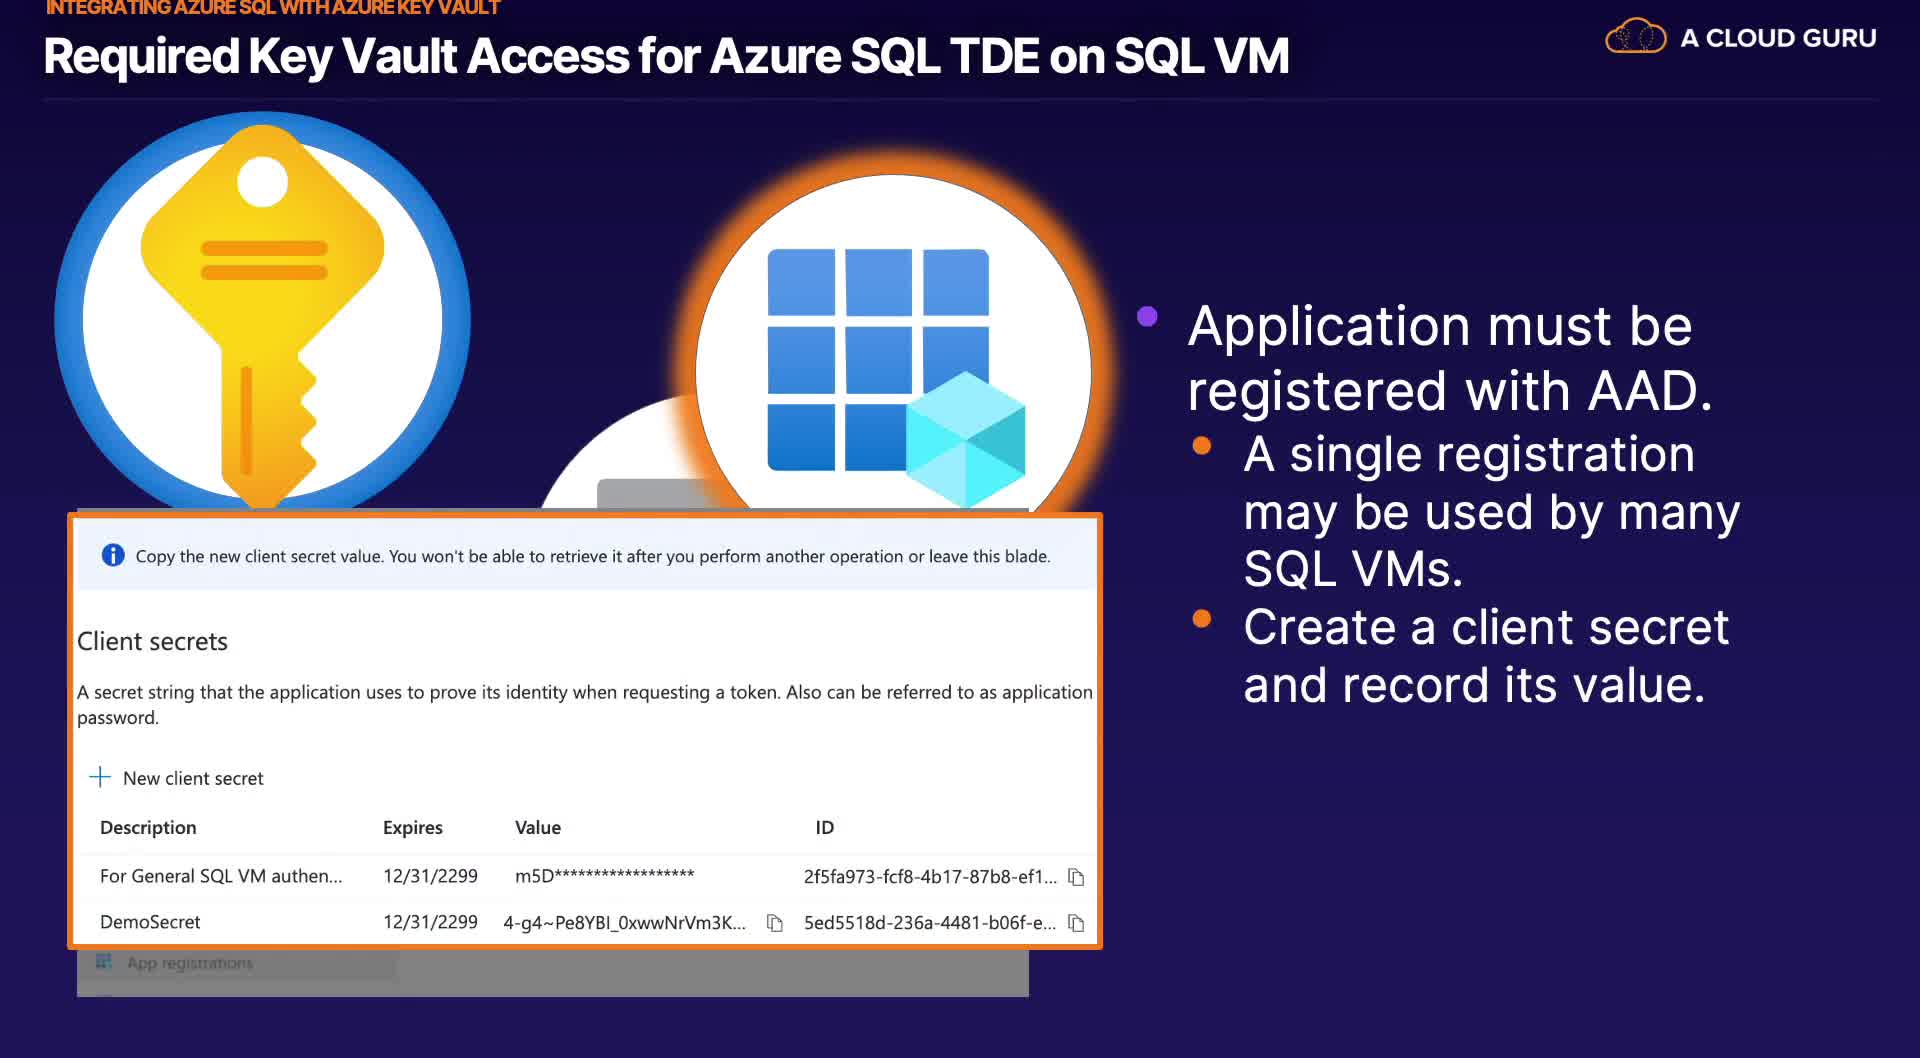 INTEGRATING AZURE SQL WITH AZURE KEY VAULT
Required Key Vault Access for Azure SQL TDE on SQL VM
A CLOUD GURU
Application must be
registered with AAD.
A single registration
may be used by many
SQL VMs.
Create a client secret
and record its value.
Copy the new client secret value. You won't be able to retrieve it after you perform another operation or leave this blade.
Client secrets
A secret string that the application uses to prove its identity when requesting a token. Also can be referred to as application
password.
New client secret
Description Expires Value ID
For General SQL VM authen... 12/31/2299 m5D****************** 2f5fa973-fcf8-4b17-87b8-ef1...
DemoSecret 12/31/2299 4-g4~Pe8YBI_0xwwNrVm3K... 5ed5518d-236a-4481-b06f-e...
App registrations